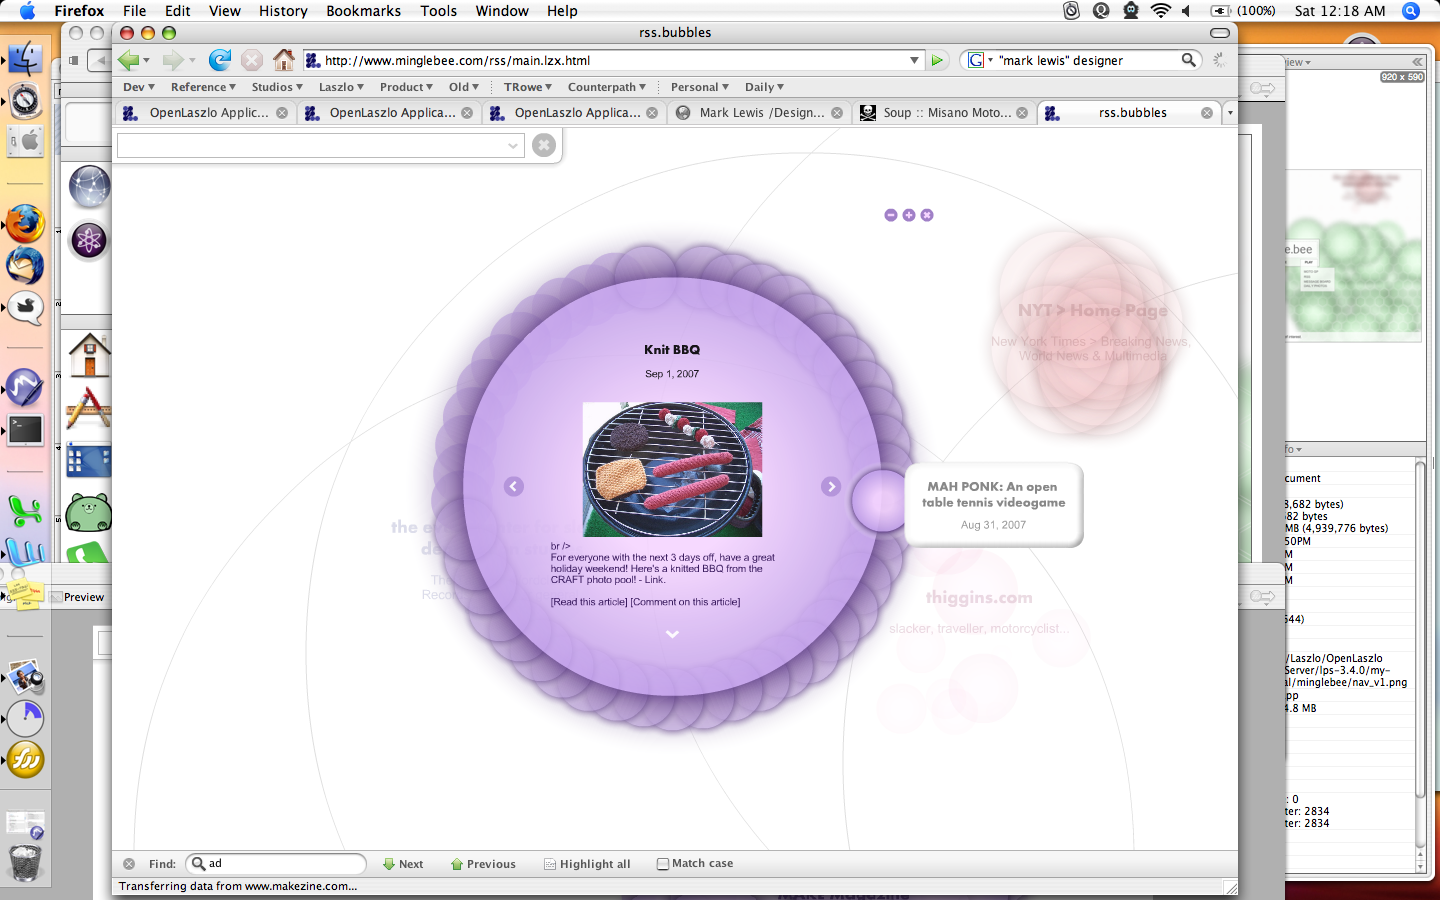 Firefox File Edit View History Bookmarks Tools Window Help
(100%) Sat 12:18 AM
rss.bubbles
http://www.minglebee.com/rss/main.lzx.html
"mark lewis" designer
Dev Reference Studios Laszlo Product Old TRowe Counterpath Personal Daily
OpenLaszlo Applic... OpenLaszlo Applica... OpenLaszlo Applica... Mark Lewis /Design... Soup :: Misano Moto... rss.bubbles
920 x 590
NYT > Home Page
New York Times > Breaking News,
World News & Multimedia
Knit BBQ
Sep 1, 2007
MAH PONK: An open
table tennis videogame
Aug 31, 2007
br />
For everyone with the next 3 days off, have a great
holiday weekend! Here's a knitted BBQ from the
CRAFT photo pool! - Link.
[Read this article] [Comment on this article]
thiggins.com
slacker, traveller, motorcyclist...
Preview
cument
8,682 bytes)
582 bytes
MB (4,939,776 bytes)
50PM
544)
/Laszlo/OpenLaszlo
Server/lps-3.4.0/my-
al/minglebee/nav_v1.png
pp
4.8 MB
: 0
ter: 2834
ter: 2834
Find: ad Next Previous Highlight all Match case
Transferring data from www.makezine.com...
MAKE Magazine